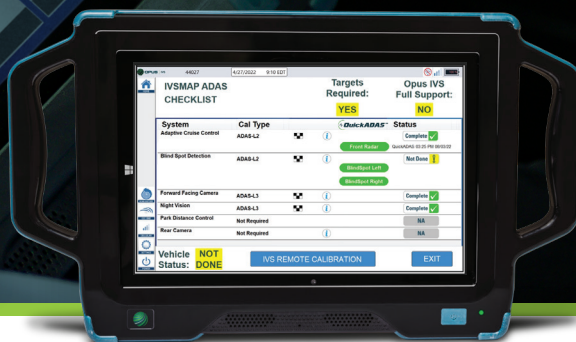 OPUS IVS 44027 4/27/2022 9:10 EDT
IVSMAP ADAS
CHECKLIST
Targets
Required:
YES
Opus IVS
Full Support:
NO
System Cal Type QuickADAS™ Status
Adaptive Cruise Control ADAS-L2 Complete
Front Radar QuickADAS 03:25 PM 08/03/22
Blind Spot Detection ADAS-L2 Not Done
BlindSpot Left
BlindSpot Right
Forward Facing Camera ADAS-L3 Complete
Night Vision ADAS-L3 Complete
Park Distance Control Not Required NA
Rear Camera Not Required NA
Vehicle NOT
Status: DONE
IVS REMOTE CALIBRATION
EXIT